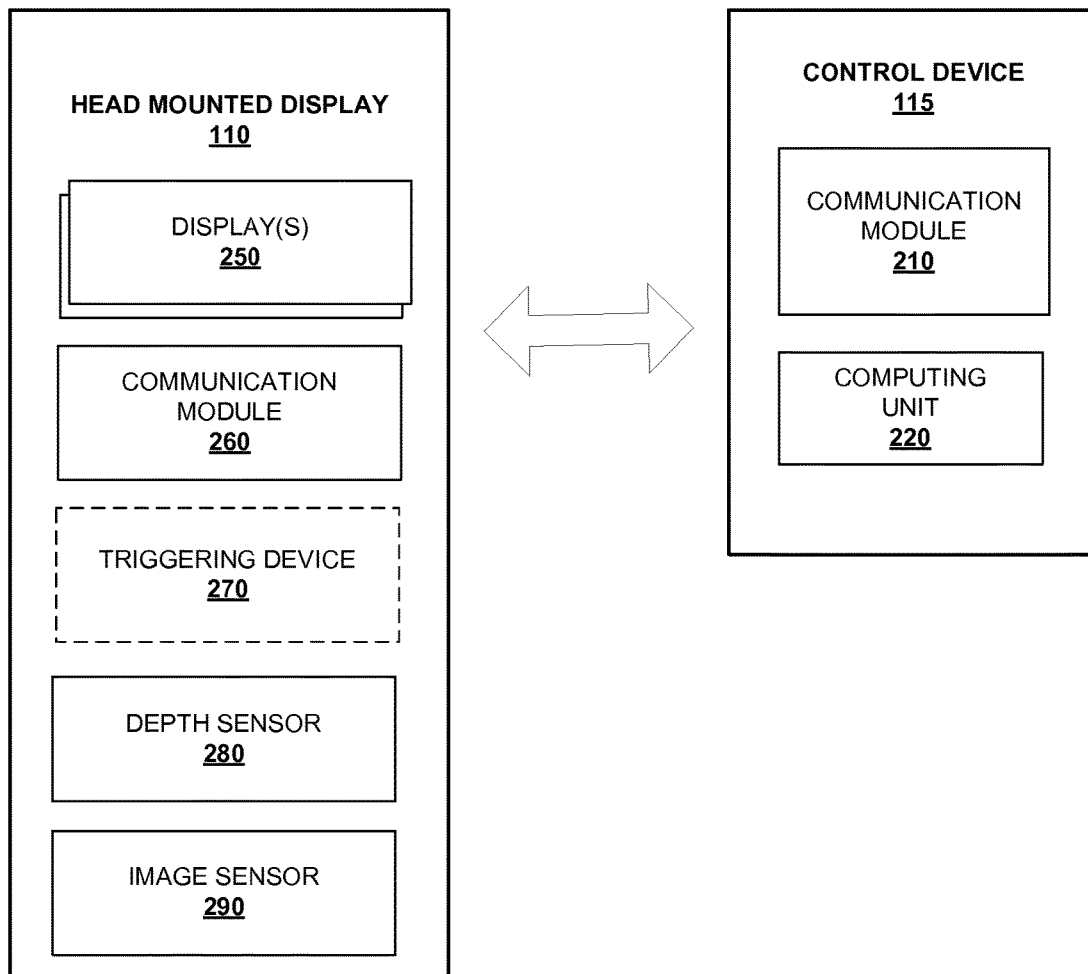 HEAD MOUNTED DISPLAY
110
DISPLAY(S)
250
COMMUNICATION
MODULE
260
TRIGGERING DEVICE
270
DEPTH SENSOR
280
IMAGE SENSOR
290
CONTROL DEVICE
115
COMMUNICATION
MODULE
210
COMPUTING
UNIT
220